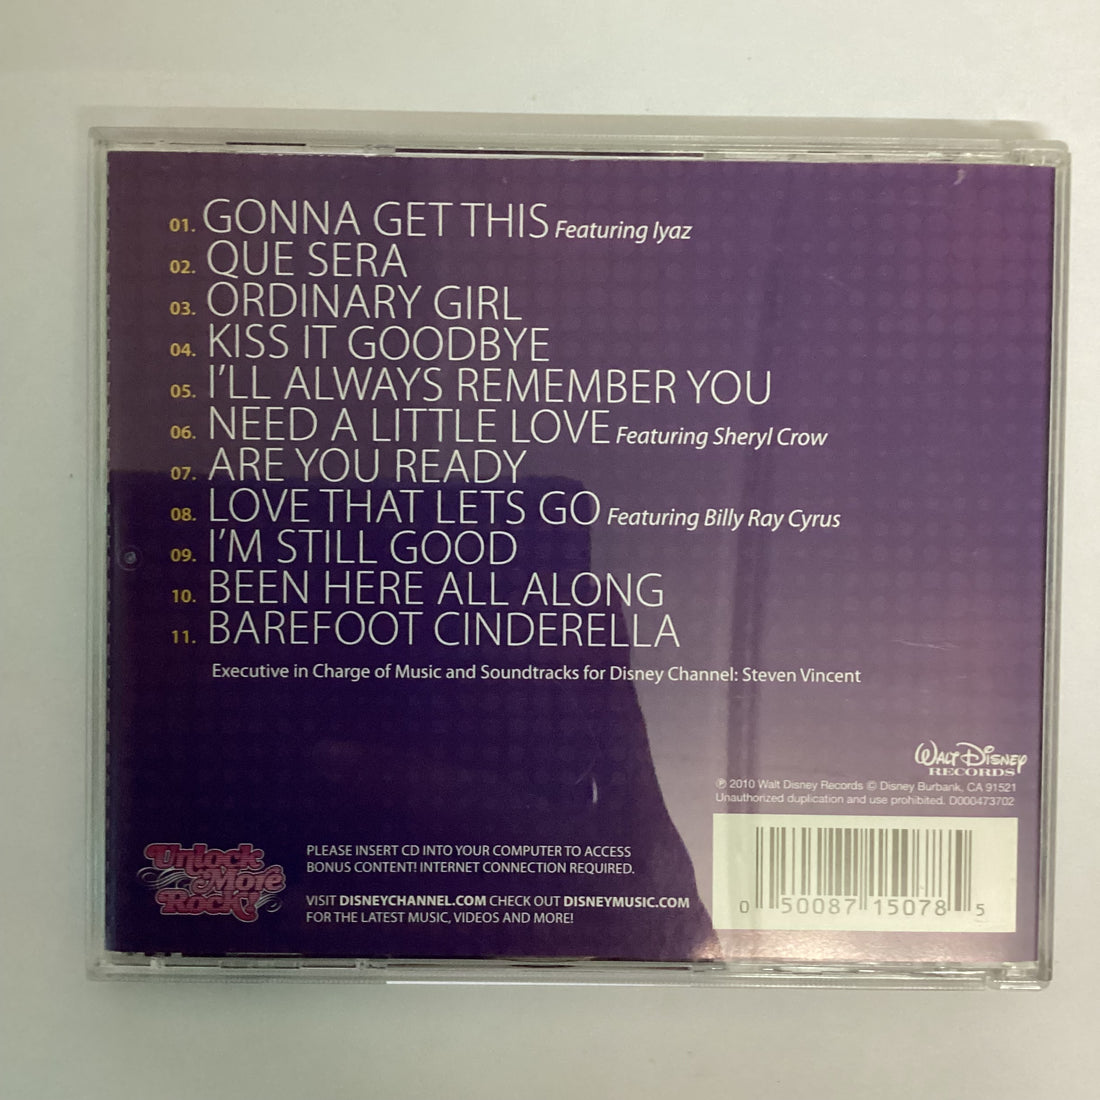 01. GONNA GET THIS Featuring Iyaz
02. QUE SERA
03. ORDINARY GIRL
04. KISS IT GOODBYE
05. I'LL ALWAYS REMEMBER YOU
06. NEED A LITTLE LOVE Featuring Sheryl Crow
07. ARE YOU READY
08. LOVE THAT LETS GO Featuring Billy Ray Cyrus
09. I'M STILL GOOD
10. BEEN HERE ALL ALONG
11. BAREFOOT CINDERELLA
Executive in Charge of Music and Soundtracks for Disney Channel: Steven Vincent
WALT DISNEY
RECORDS
℗ 2010 Walt Disney Records © Disney Burbank, CA 91521
Unauthorized duplication and use prohibited. D000473702
Unlock
More
Rock!
PLEASE INSERT CD INTO YOUR COMPUTER TO ACCESS
BONUS CONTENT! INTERNET CONNECTION REQUIRED.
VISIT DISNEYCHANNEL.COM CHECK OUT DISNEYMUSIC.COM
FOR THE LATEST MUSIC, VIDEOS AND MORE!
0 50087 15078 5